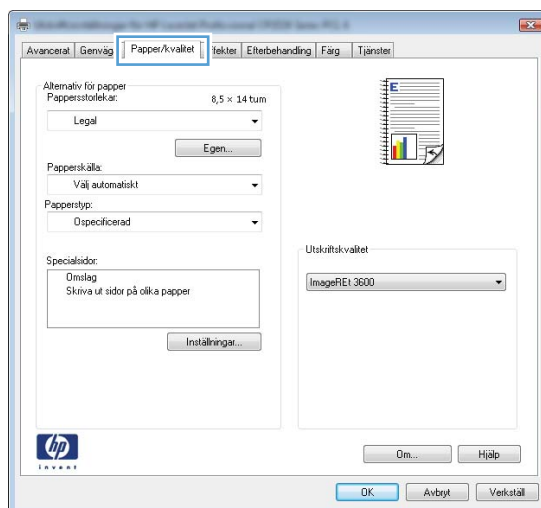 Avancerat Genväg Papper/kvalitet ffekter Efterbehandling Färg Tjänster
Alternativ för papper
Pappersstorlekar: 8,5 × 14 tum
Legal
Egen...
Papperskälla:
Välj automatiskt
Papperstyp:
Ospecificerad
Specialsidor:
Omslag
Skriva ut sidor på olika papper
Inställningar...
E
Utskriftskvalitet
ImageREt 3600
hp
invent
Om... Hjälp
OK Avbryt Verkställ